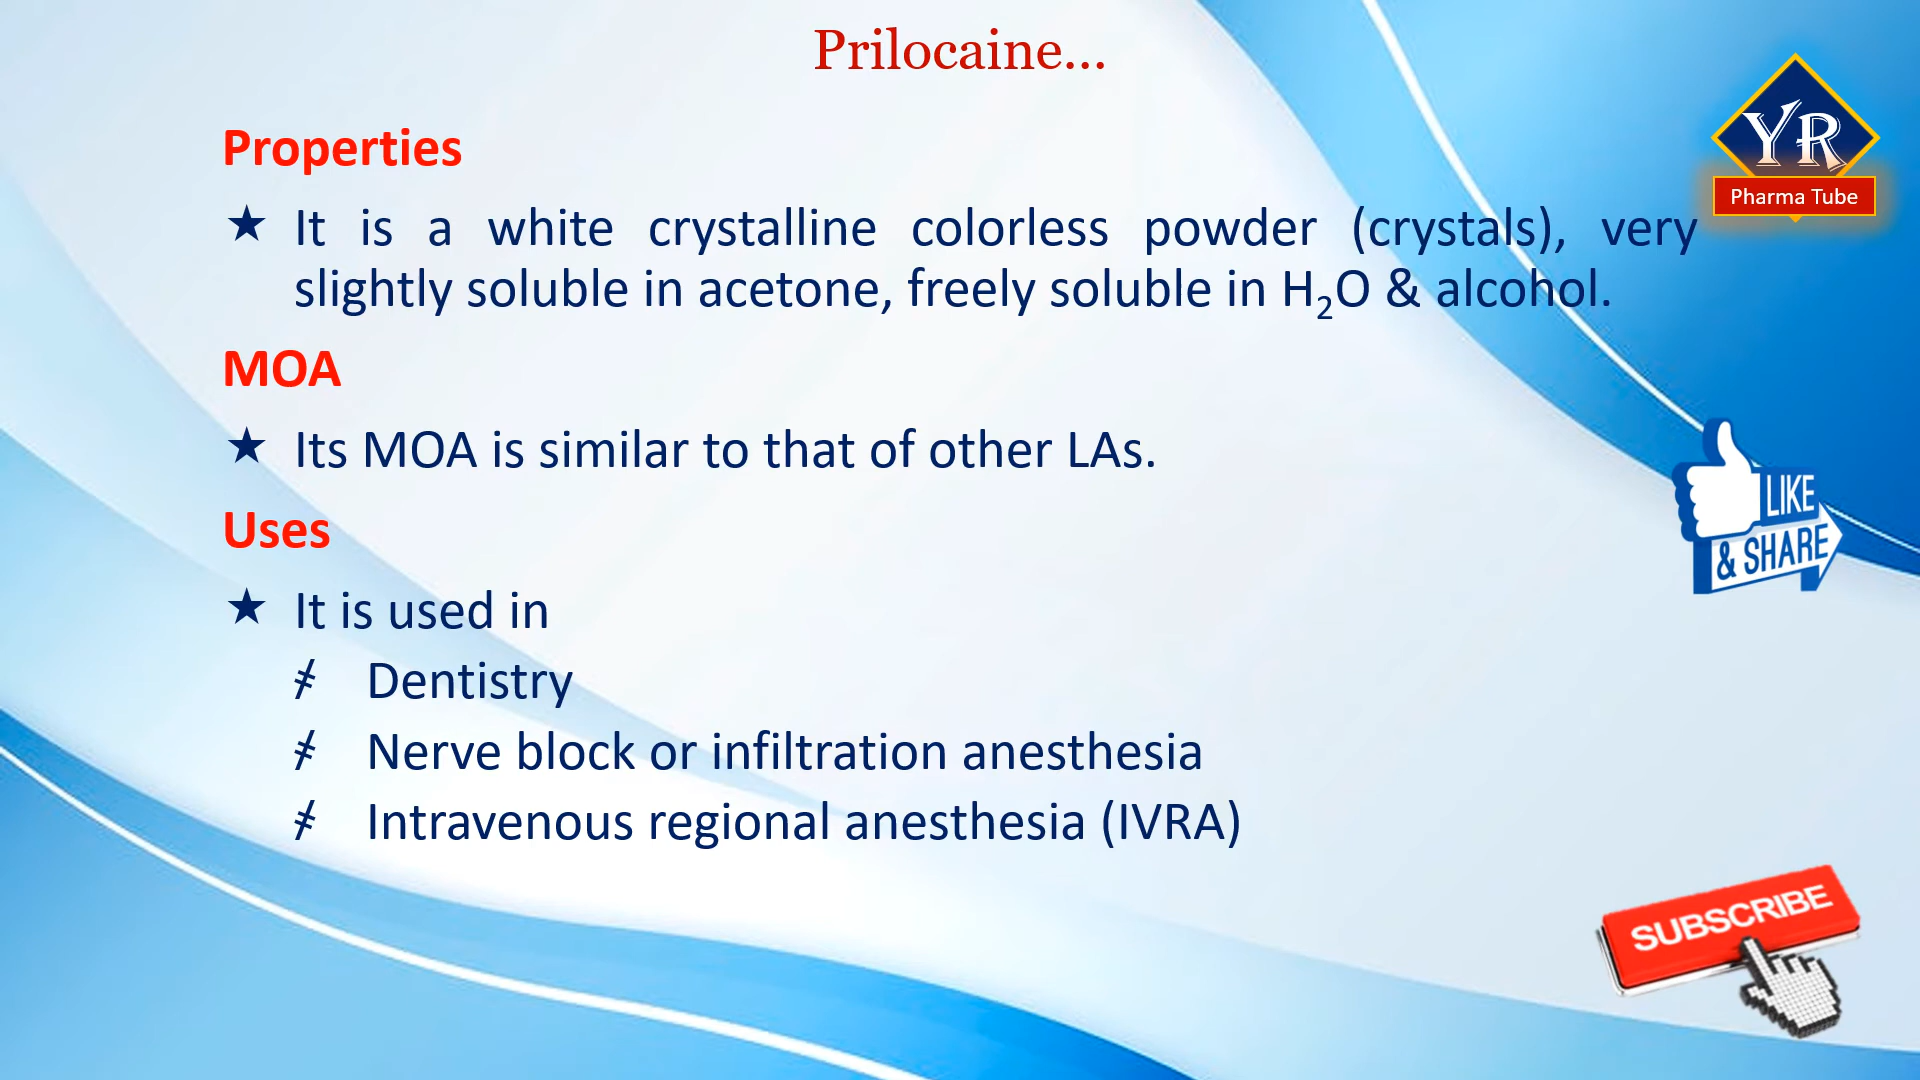 Prilocaine...
YR
Pharma Tube
Properties
★ It is a white crystalline colorless powder (crystals), very
slightly soluble in acetone, freely soluble in H₂O & alcohol.
MOA
★ Its MOA is similar to that of other LAs.
LIKE
& SHARE
Uses
★ It is used in
Dentistry
Nerve block or infiltration anesthesia
Intravenous regional anesthesia (IVRA)
SUBSCRIBE